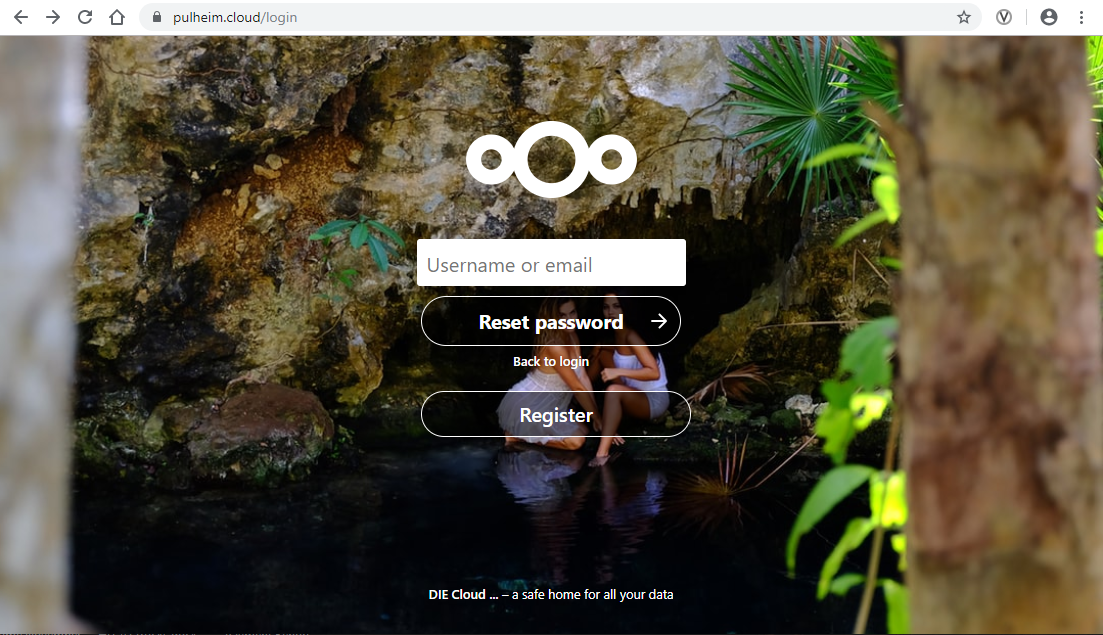 pulheim.cloud/login
Username or email
Reset password
Back to login
Register
DIE Cloud ... – a safe home for all your data